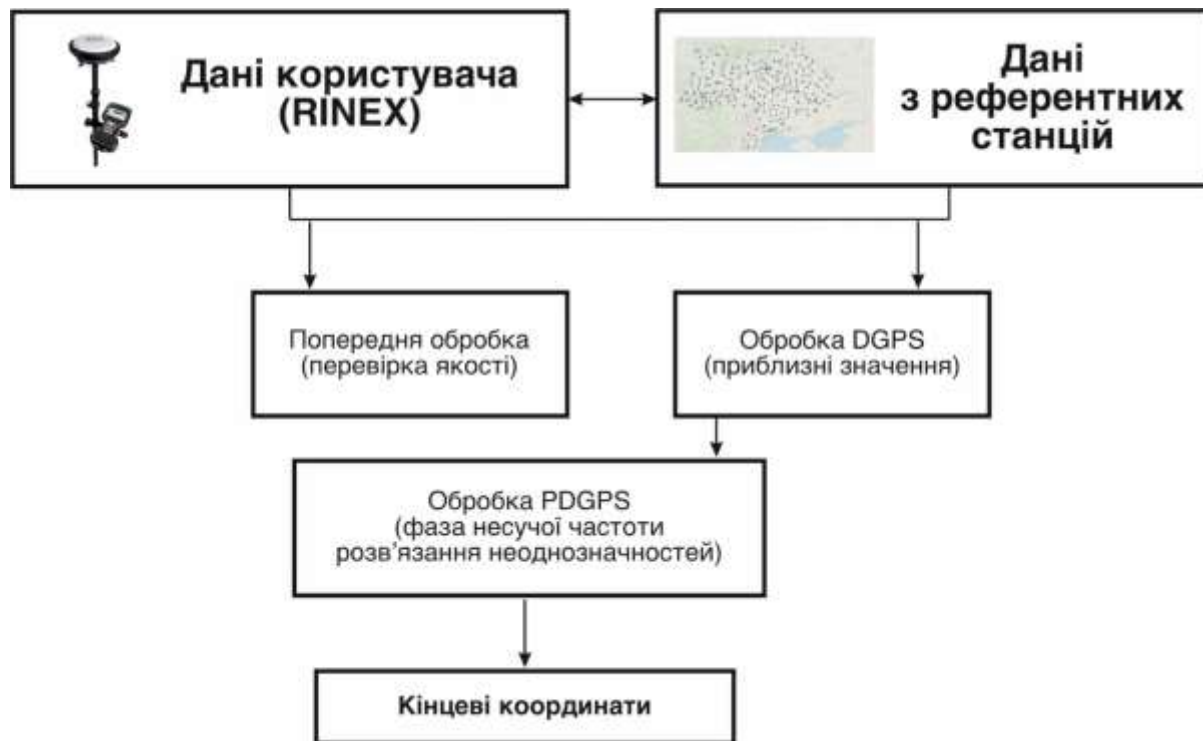 Дані користувача
(RINEX)
Дані
з референтних
станцій
Попередня обробка
(перевірка якості)
Обробка DGPS
(приблизні значення)
Обробка PDGPS
(фаза несучої частоти
розв'язання неоднозначностей)
Кінцеві координати